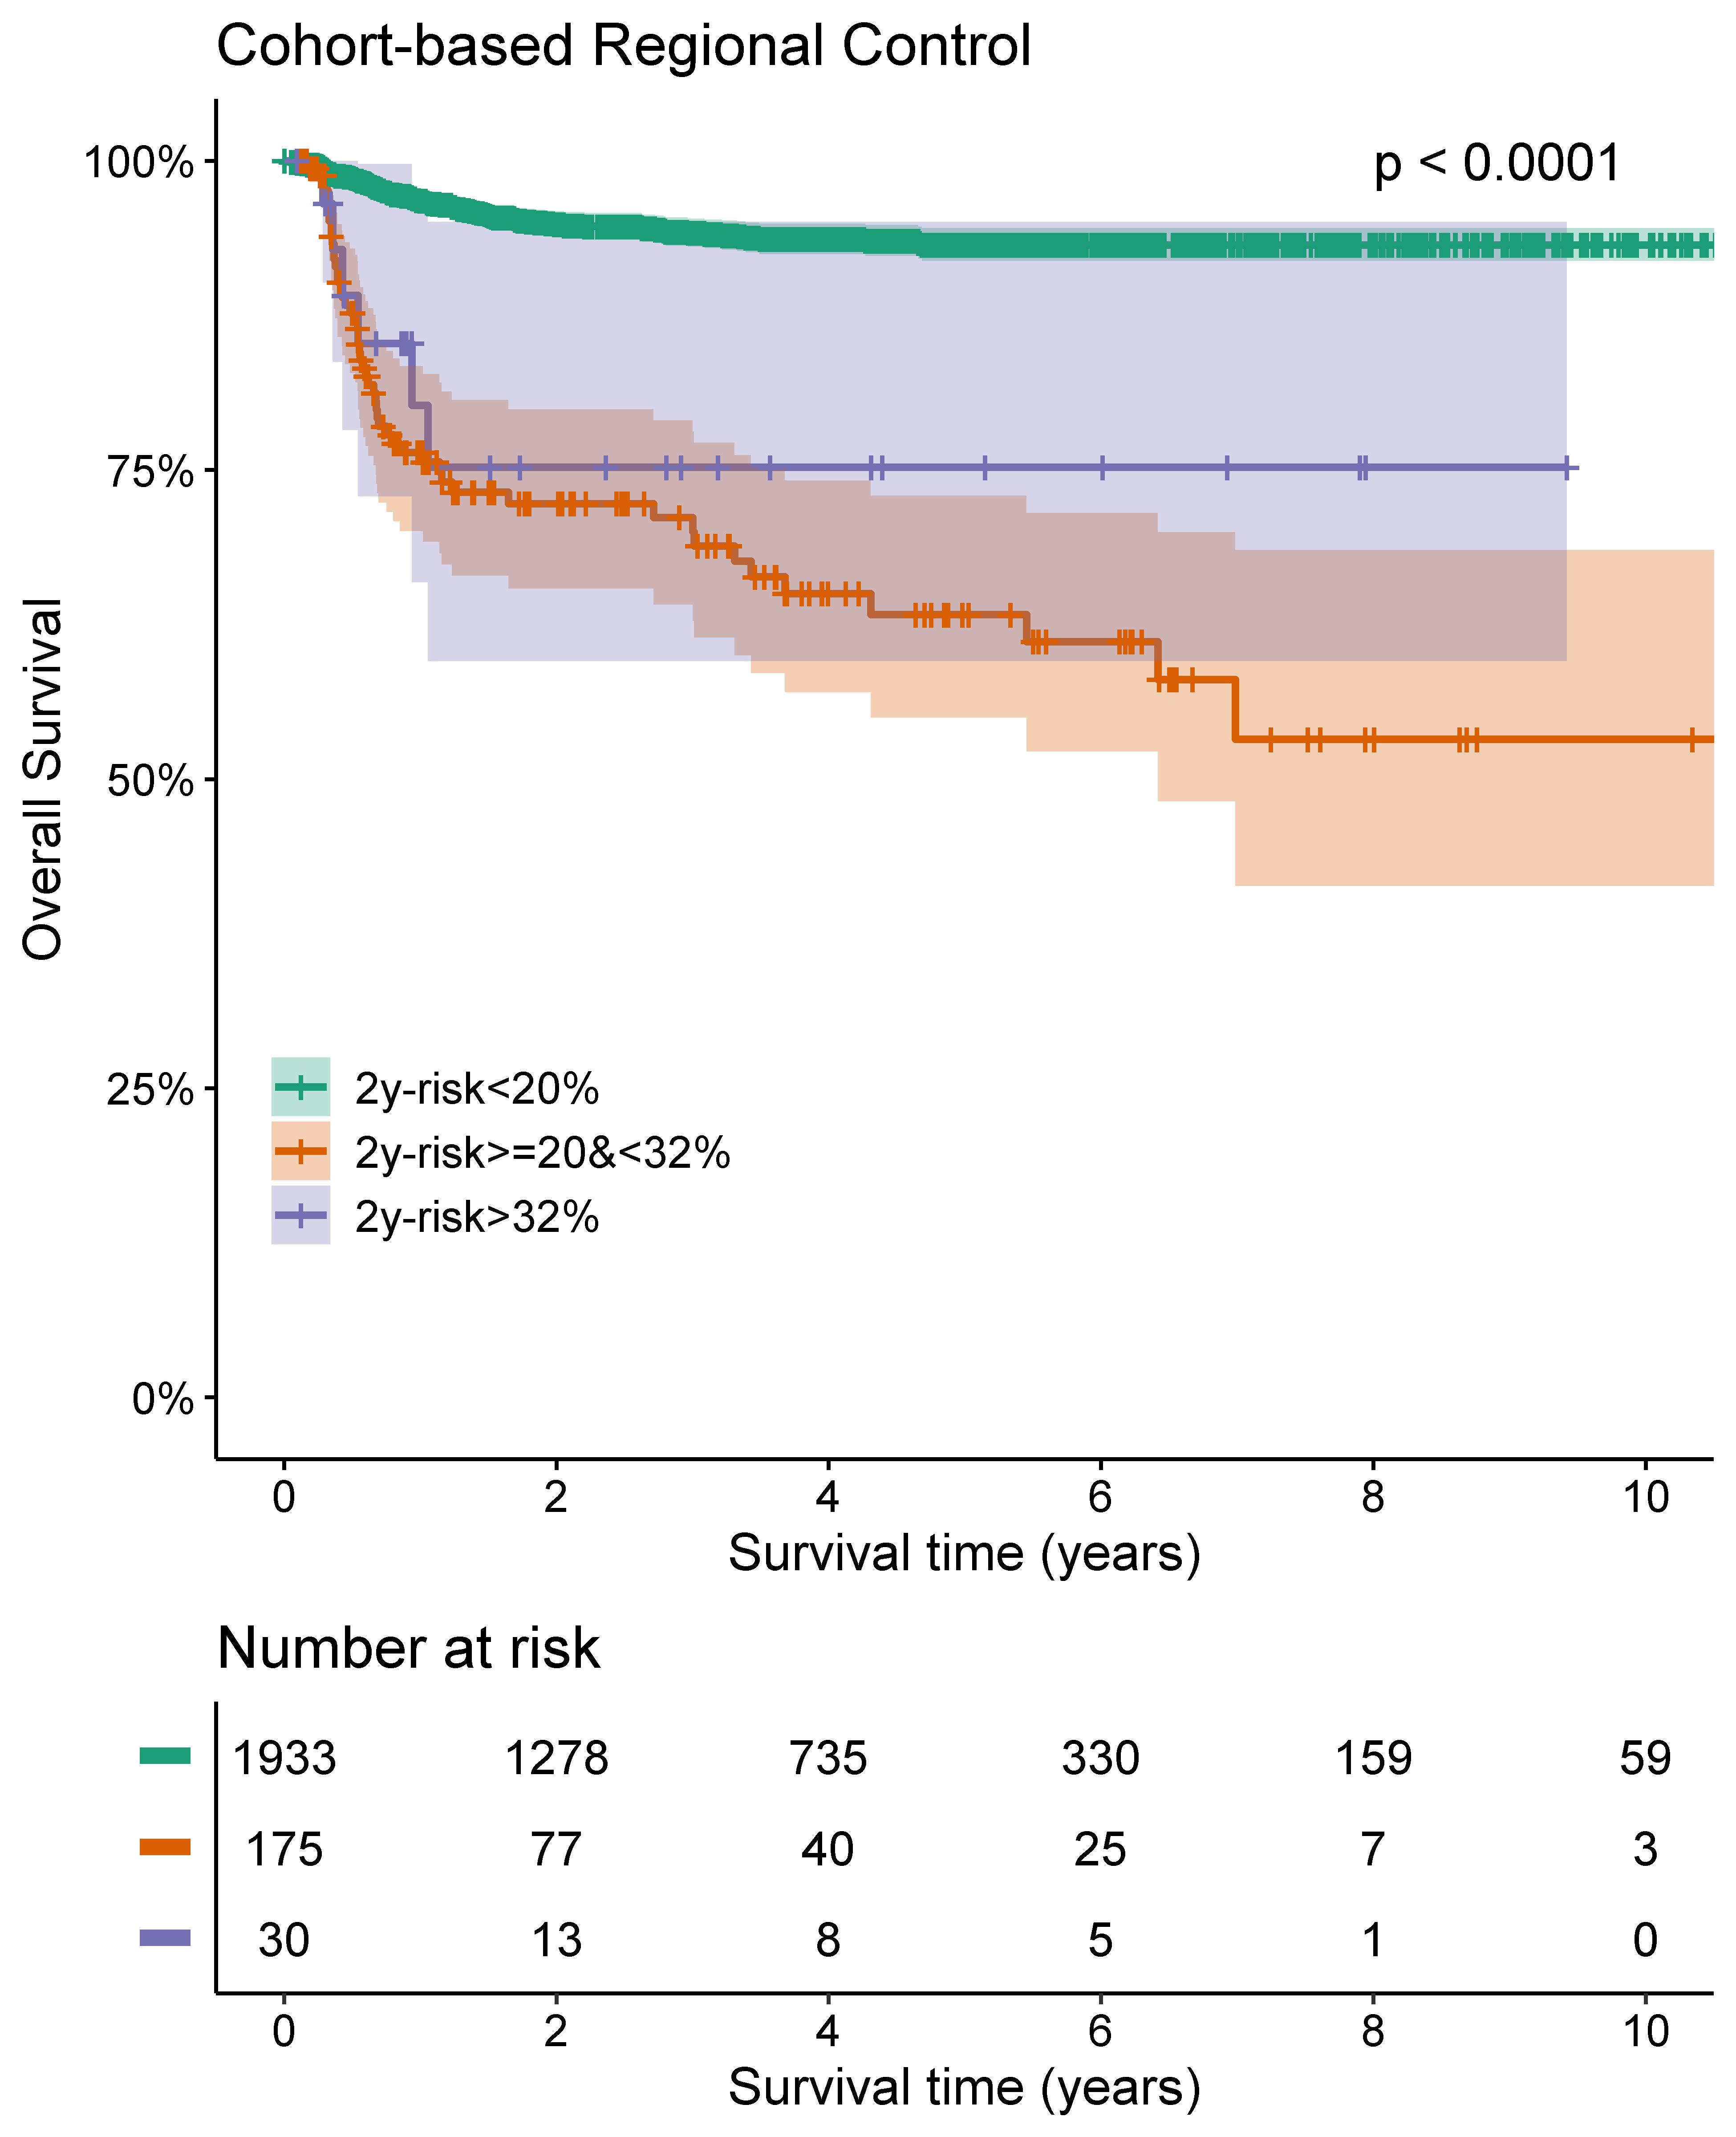 Cohort-based Regional Control
p < 0.0001
100%
75%
50%
25%
0%
Overall Survival
2y-risk<20%
2y-risk>=20&<32%
2y-risk>32%
0 2 4 6 8 10
Survival time (years)
Number at risk
1933 1278 735 330 159 59
175 77 40 25 7 3
30 13 8 5 1 0
0 2 4 6 8 10
Survival time (years)